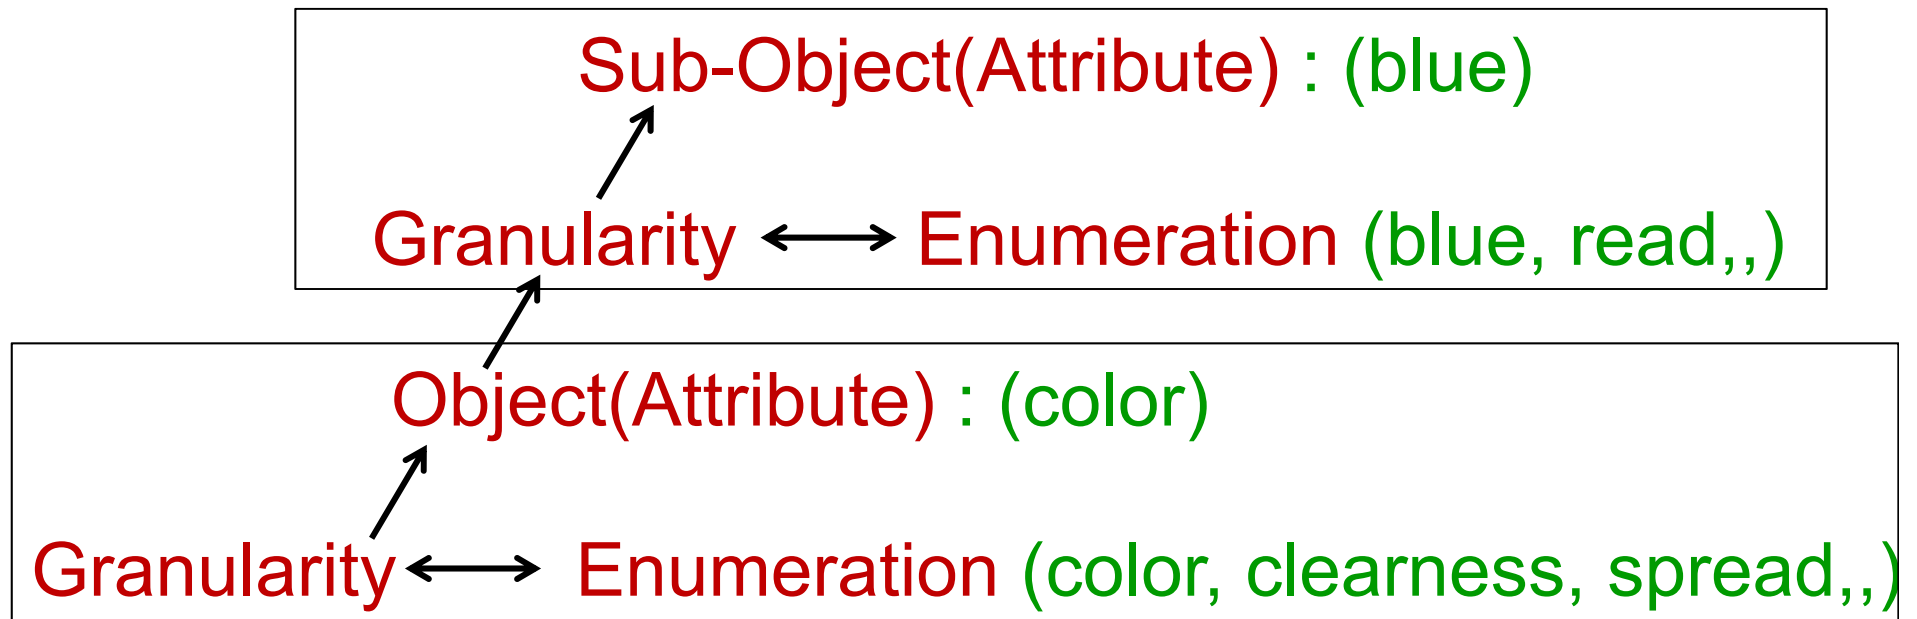 Sub-Object(Attribute) : (blue)
Granularity Enumeration (blue, read,,)
Object(Attribute) : (color)
Granularity Enumeration (color, clearness, spread,,)